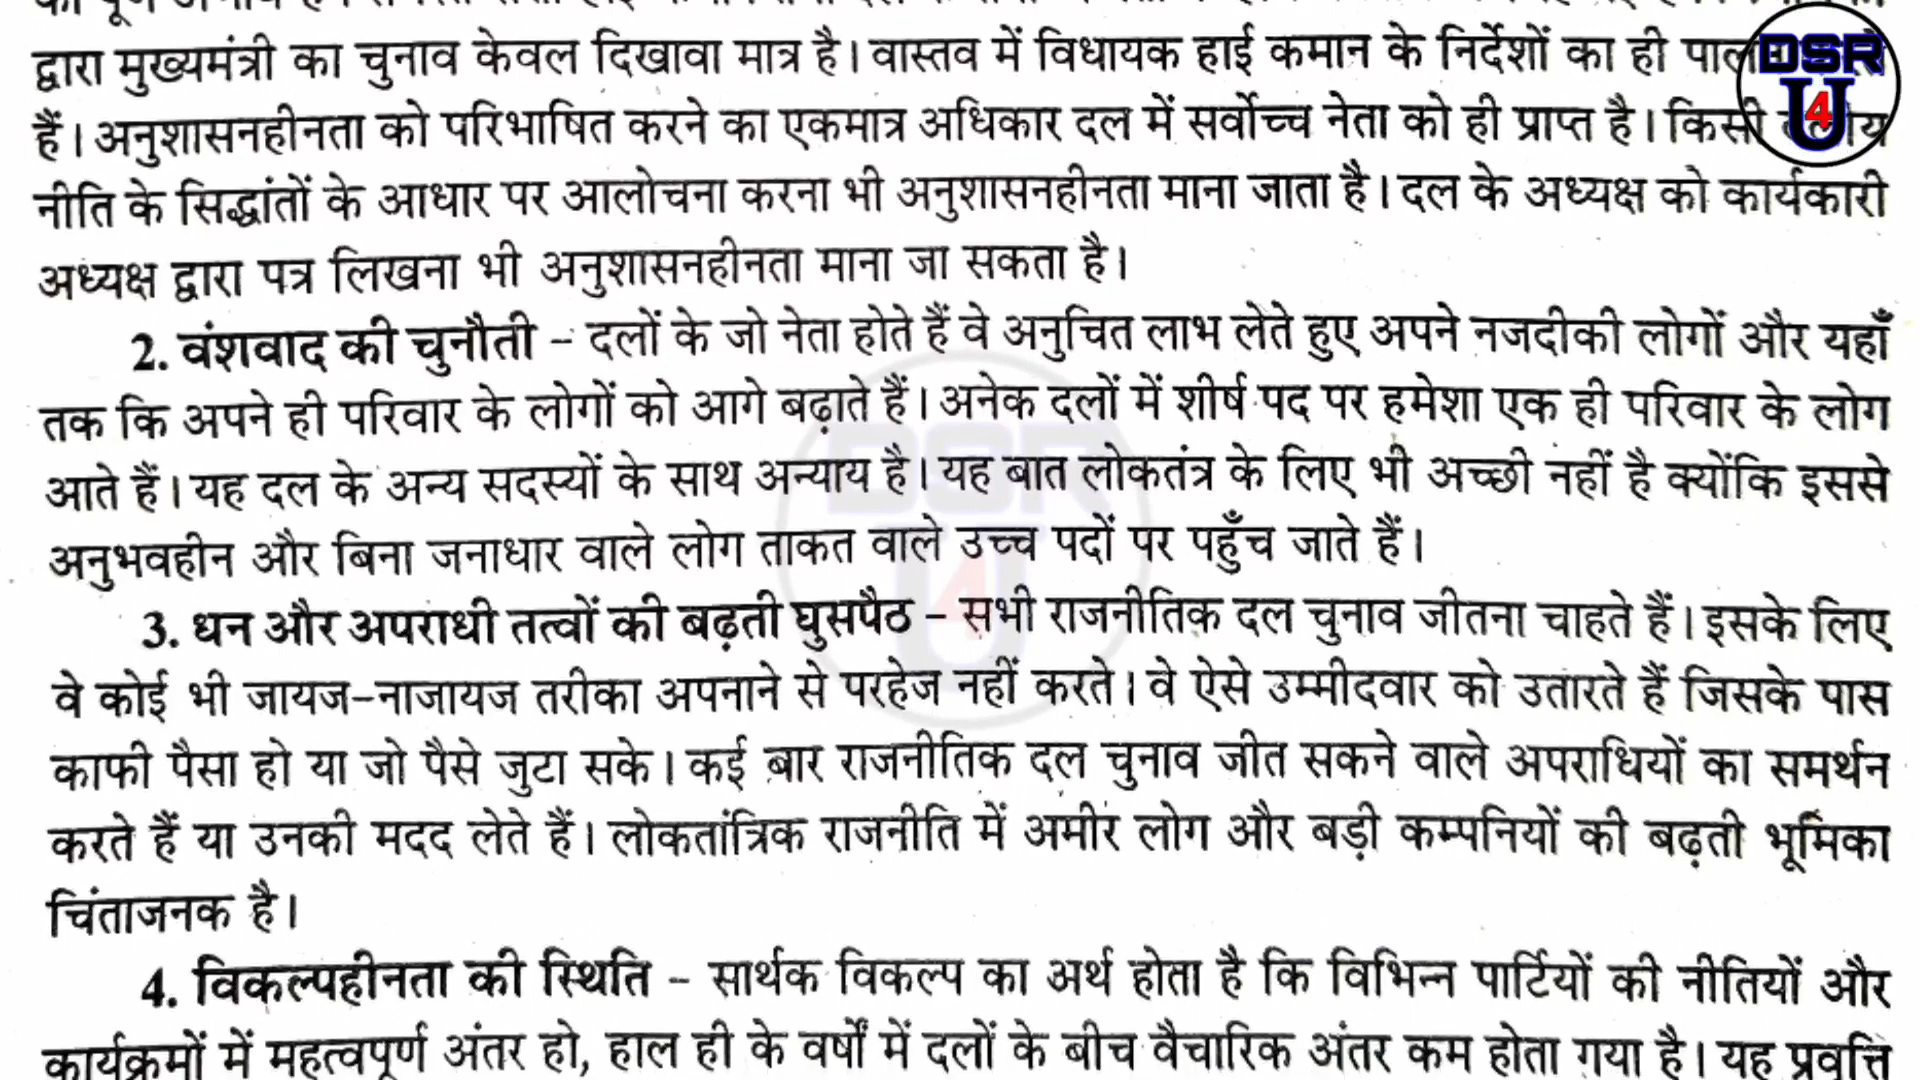 द्वारा मुख्यमंत्री का चुनाव केवल दिखावा मात्र है। वास्तव में विधायक हाई कमान के निर्देशों का ही
हैं। अनुशासनहीनता को परिभाषित करने का एकमात्र अधिकार दल में सर्वोच्च नेता को ही प्राप्त है। किसी
नीति के सिद्धांतों के आधार पर आलोचना करना भी अनुशासनहीनता माना जाता है। दल के अध्यक्ष को कार्यकारी
अध्यक्ष द्वारा पत्र लिखना भी अनुशासनहीनता माना जा सकता है।
2. वंशवाद की चुनौती – दलों के जो नेता होते हैं वे अनुचित लाभ लेते हुए अपने नजदीकी लोगों और यहाँ
तक कि अपने ही परिवार के लोगों को आगे बढ़ाते हैं। अनेक दलों में शीर्ष पद पर हमेशा एक ही परिवार के लोग
आते हैं। यह दल के अन्य सदस्यों के साथ अन्याय है। यह बात लोकतंत्र के लिए भी अच्छी नहीं है क्योंकि इससे
अनुभवहीन और बिना जनाधार वाले लोग ताकत वाले उच्च पदों पर पहुँच जाते हैं।
3. धन और अपराधी तत्वों की बढ़ती घुसपैठ – सभी राजनीतिक दल चुनाव जीतना चाहते हैं। इसके लिए
वे कोई भी जायज-नाजायज तरीका अपनाने से परहेज नहीं करते। वे ऐसे उम्मीदवार को उतारते हैं जिसके पास
काफी पैसा हो या जो पैसे जुटा सके। कई बार राजनीतिक दल चुनाव जीत सकने वाले अपराधियों का समर्थन
करते हैं या उनकी मदद लेते हैं। लोकतांत्रिक राजनीति में अमीर लोग और बड़ी कम्पनियों की बढ़ती भूमिका
चिंताजनक है।
4. विकल्पहीनता की स्थिति – सार्थक विकल्प का अर्थ होता है कि विभिन्न पार्टियों की नीतियों और
कार्यक्रमों में महत्वपूर्ण अंतर हो, हाल ही के वर्षों में दलों के बीच वैचारिक अंतर कम होता गया है। यह प्रवृत्ति
DSR
U
4
DSR
U
4